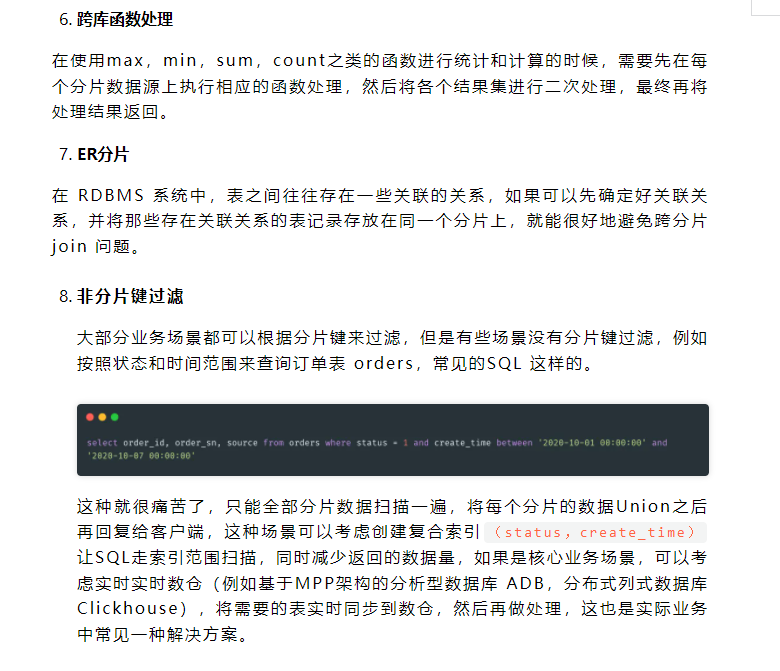 6. 跨库函数处理
在使用max，min，sum，count之类的函数进行统计和计算的时候，需要先在每
个分片数据源上执行相应的函数处理，然后将各个结果集进行二次处理，最终再将
处理结果返回。
7. ER分片
在 RDBMS 系统中，表之间往往存在一些关联的关系，如果可以先确定好关联关
系，并将那些存在关联关系的表记录存放在同一个分片上，就能很好地避免跨分片
join 问题。
8. 非分片键过滤
大部分业务场景都可以根据分片键来过滤，但是有些场景没有分片键过滤，例如
按照状态和时间范围来查询订单表 orders，常见的SQL 这样的。
select order_id, order_sn, source from orders where status = 1 and create_time between '2020-10-01 00:00:00' and
'2020-10-07 00:00:00'
这种就很痛苦了，只能全部分片数据扫描一遍，将每个分片的数据Union之后
再回复给客户端，这种场景可以考虑创建复合索引（status，create_time）
让SQL走索引范围扫描，同时减少返回的数据量，如果是核心业务场景，可以考
虑实时实时数仓（例如基于MPP架构的分析型数据库 ADB，分布式列式数据库
Clickhouse），将需要的表实时同步到数仓，然后再做处理，这也是实际业务
中常见一种解决方案。